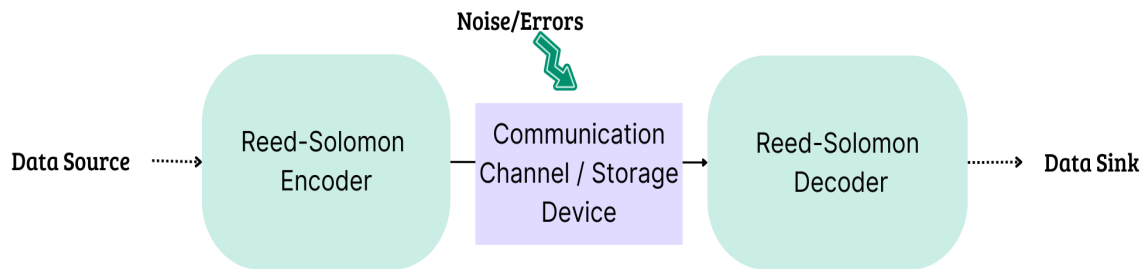 Noise/Errors
Data Source
Reed-Solomon
Encoder
Communication
Channel / Storage
Device
Reed-Solomon
Decoder
Data Sink